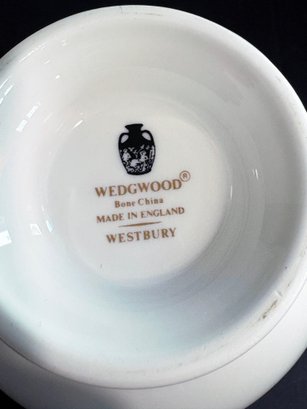 WEDGWOOD®
Bone China
MADE IN ENGLAND
WESTBURY